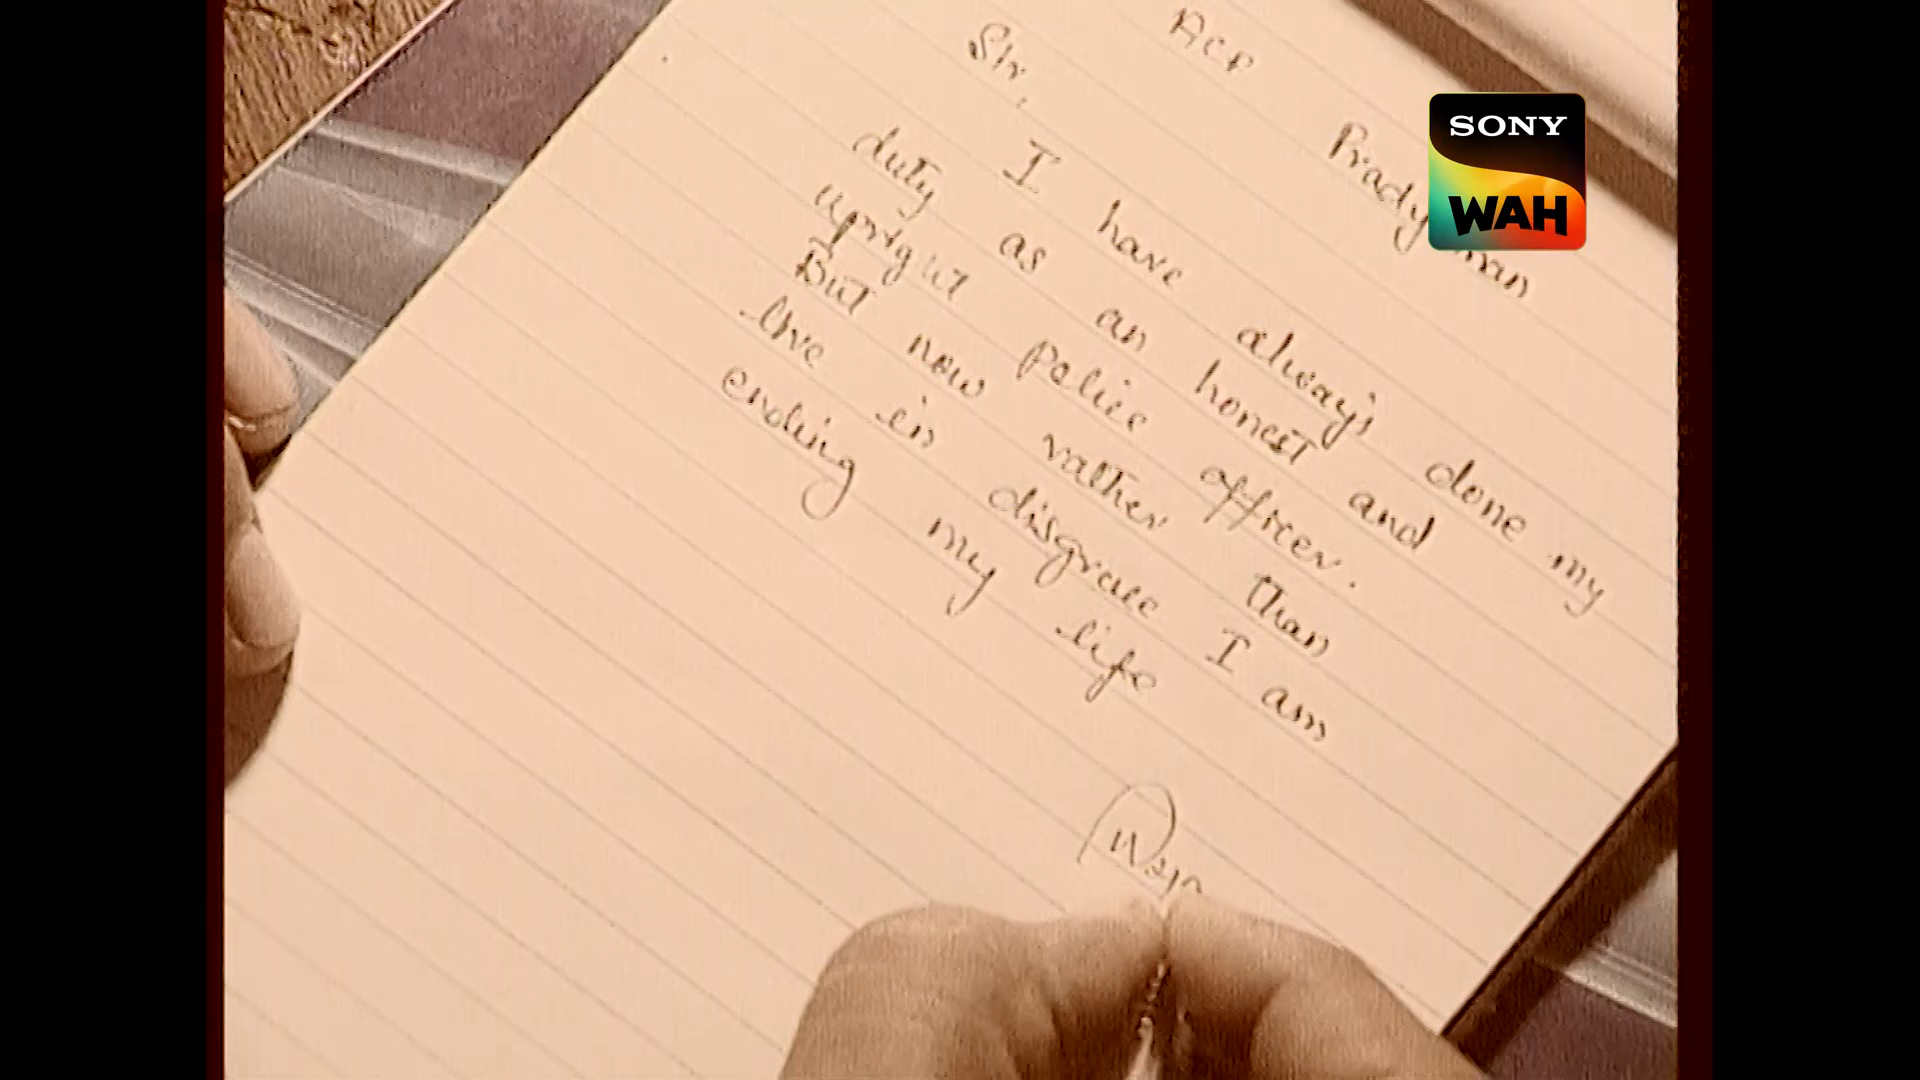 ACP
Sir,
I have always done my
duty as an honest and
upright police officer.
But now rather than
live in disgrace I am
ending my life
SONY
WAH